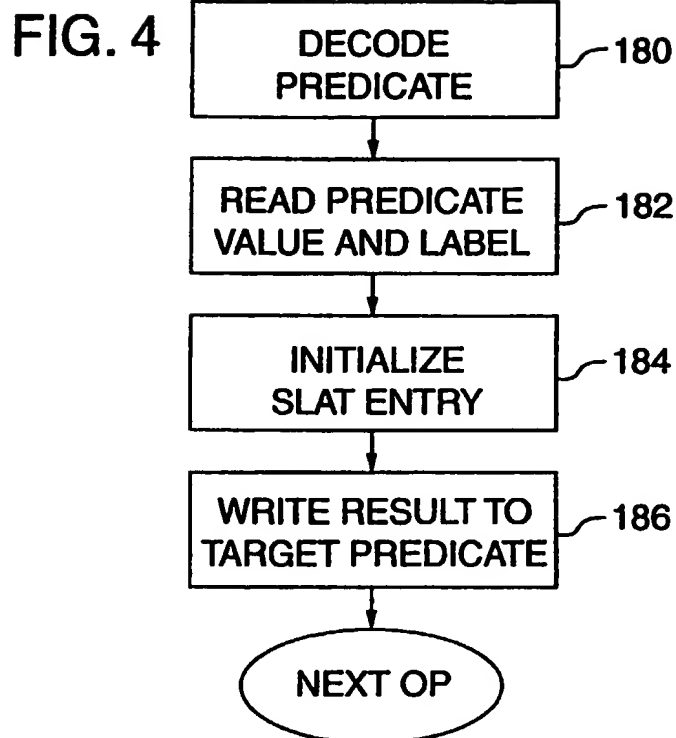 FIG. 4
DECODE
PREDICATE
180
READ PREDICATE
VALUE AND LABEL
182
INITIALIZE
SLAT ENTRY
184
WRITE RESULT TO
TARGET PREDICATE
186
NEXT OP